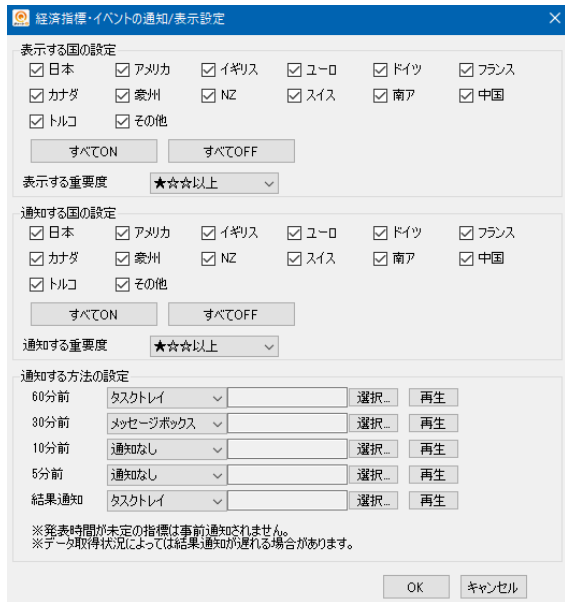 経済指標・イベントの通知/表示設定
表示する国の設定
日本 アメリカ イギリス ユーロ ドイツ フランス
カナダ 豪州 NZ スイス 南ア 中国
トルコ その他
すべてON すべてOFF
表示する重要度 ★☆☆以上
通知する国の設定
日本 アメリカ イギリス ユーロ ドイツ フランス
カナダ 豪州 NZ スイス 南ア 中国
トルコ その他
すべてON すべてOFF
通知する重要度 ★☆☆以上
通知する方法の設定
60分前 タスクトレイ 選択... 再生
30分前 メッセージボックス 選択... 再生
10分前 通知なし 選択... 再生
5分前 通知なし 選択... 再生
結果通知 タスクトレイ 選択... 再生
※発表時間が未定の指標は事前通知されません。
※データ取得状況によっては結果通知が遅れる場合があります。
OK キャンセル